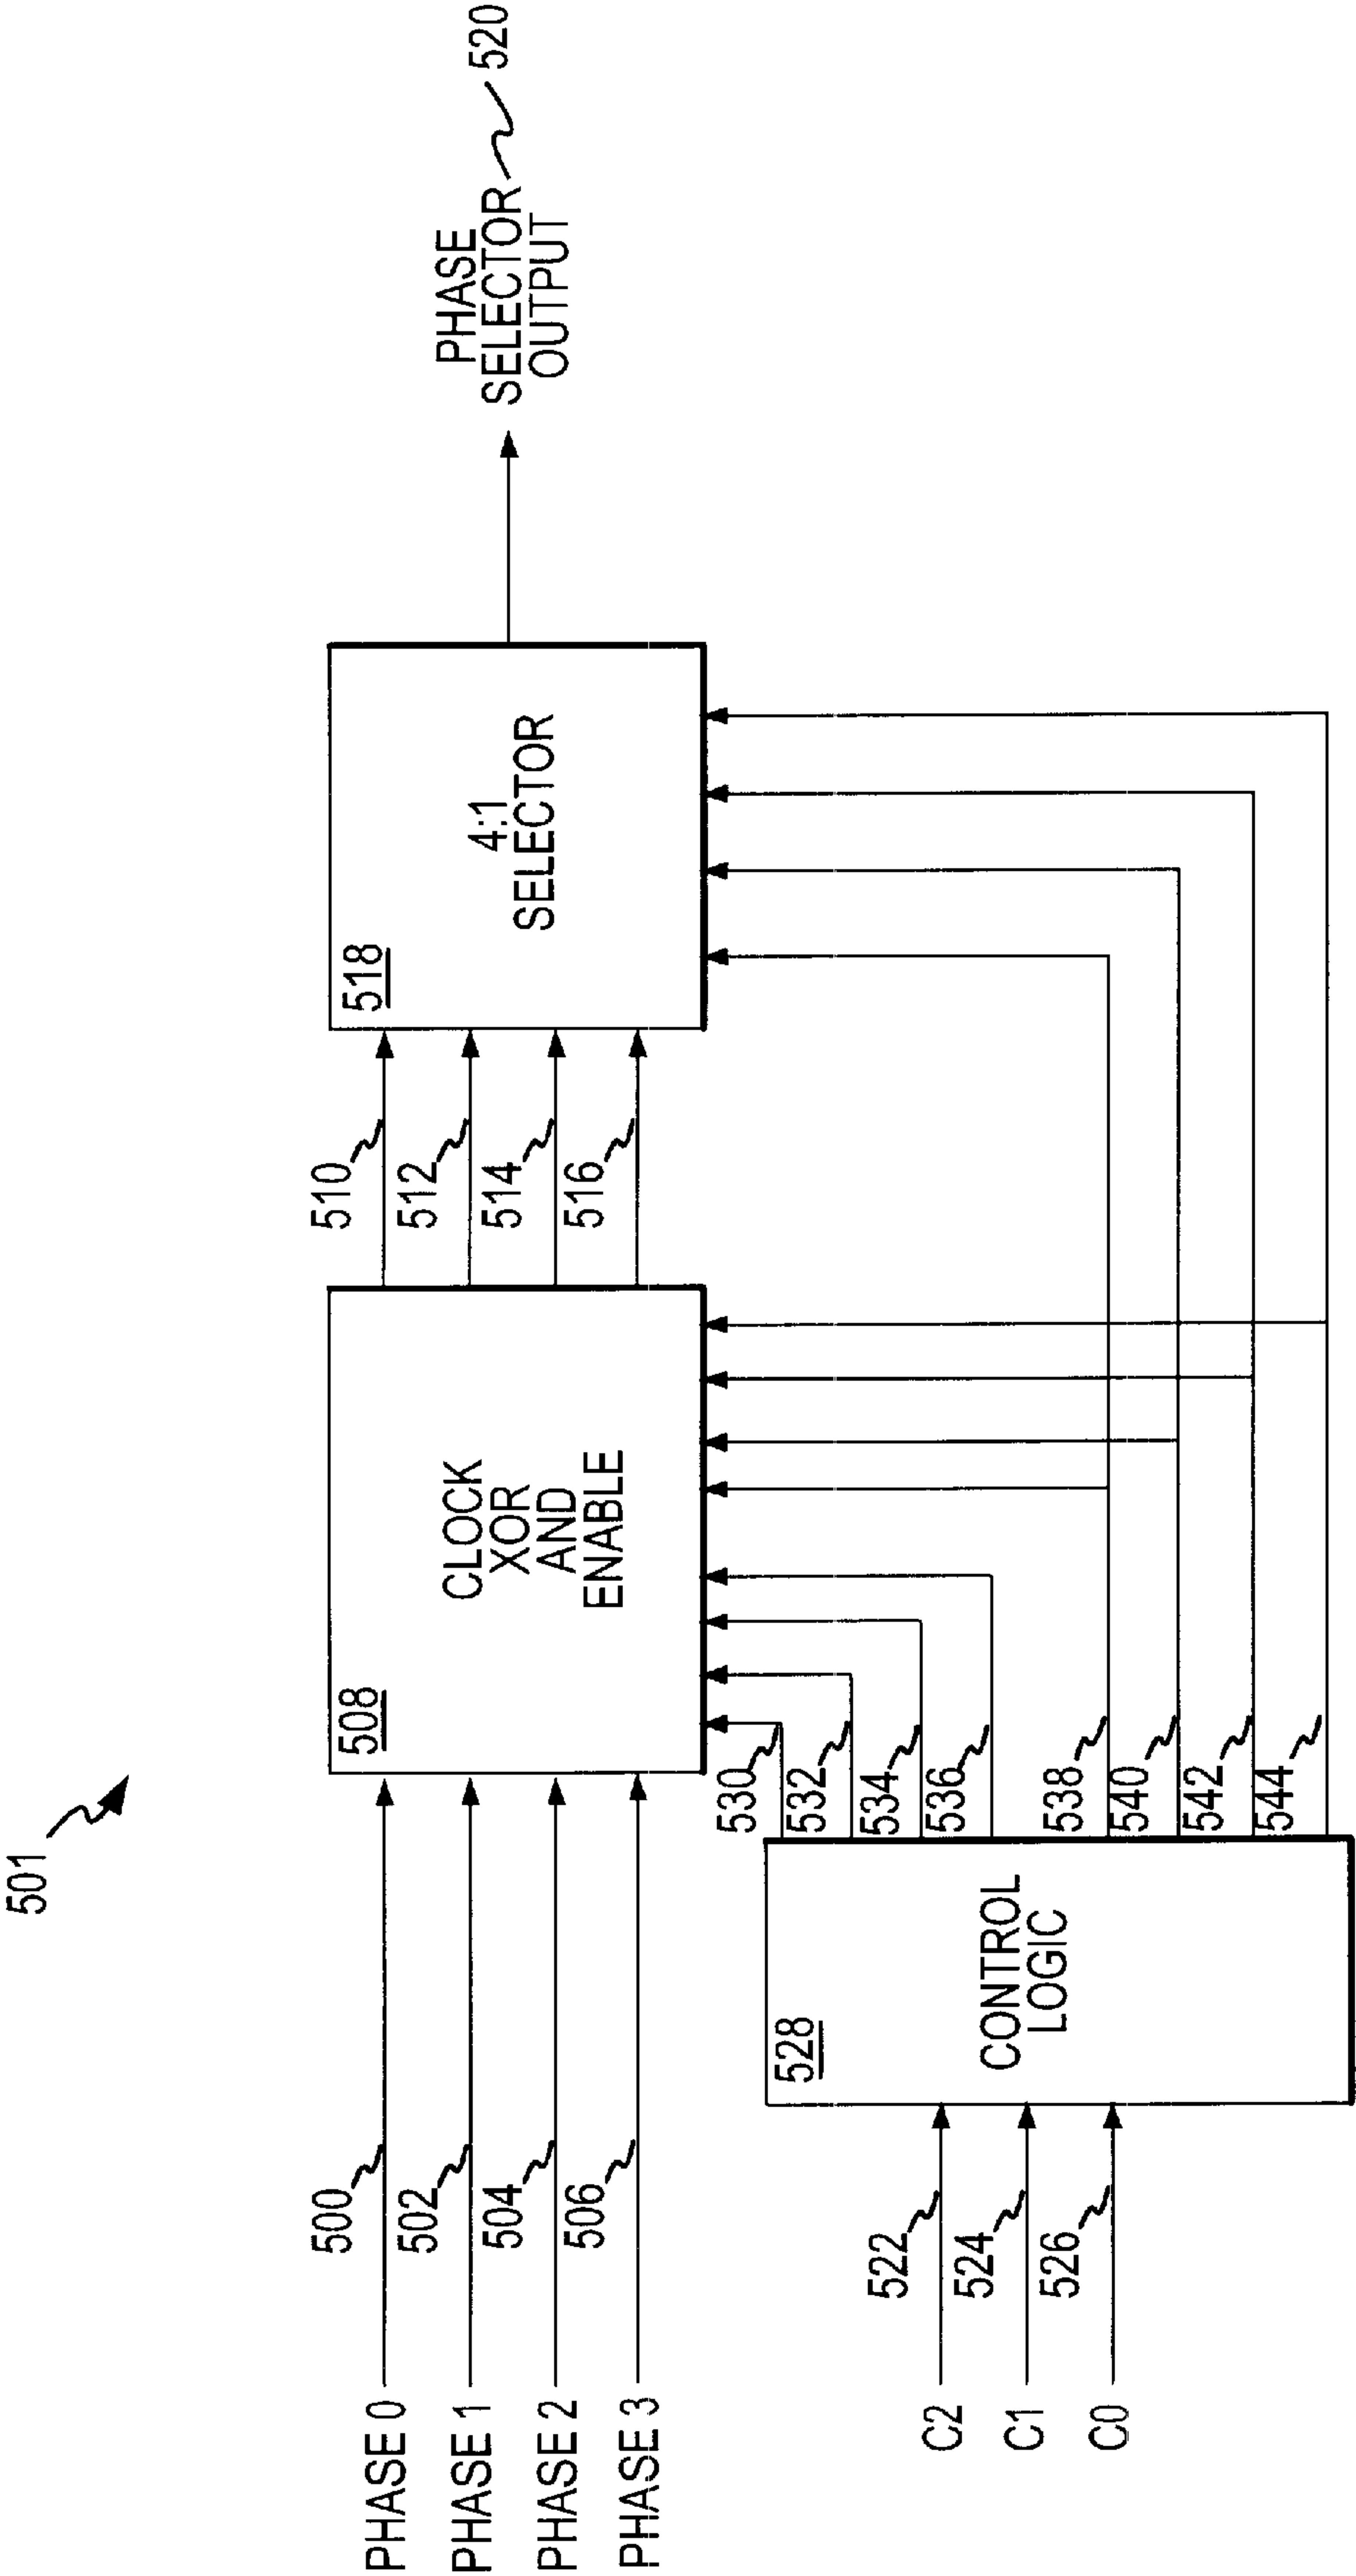 501
PHASE 0
500
PHASE 1
502
PHASE 2
504
PHASE 3
506
508
CLOCK
XOR
AND
ENABLE
510
512
514
516
518
4:1
SELECTOR
PHASE
SELECTOR
OUTPUT
520
C2
522
C1
524
C0
526
528
CONTROL
LOGIC
530
532
534
536
538
540
542
544